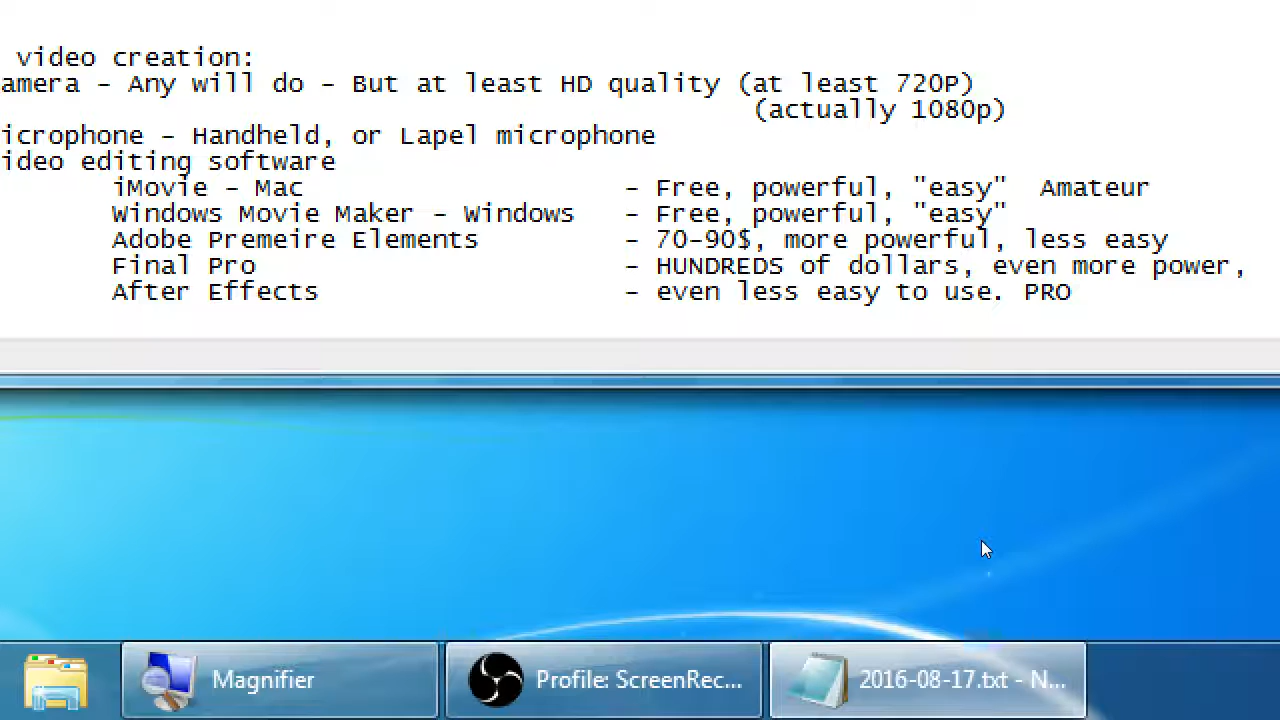 video creation:
amera - Any will do - But at least HD quality (at least 720P)
(actually 1080p)
icrophone - Handheld, or Lapel microphone
ideo editing software
iMovie - Mac - Free, powerful, "easy" Amateur
Windows Movie Maker - Windows - Free, powerful, "easy"
Adobe Premeire Elements - 70-90$, more powerful, less easy
Final Pro - HUNDREDS of dollars, even more power,
After Effects - even less easy to use. PRO
Magnifier
Profile: ScreenRec...
2016-08-17.txt - N...